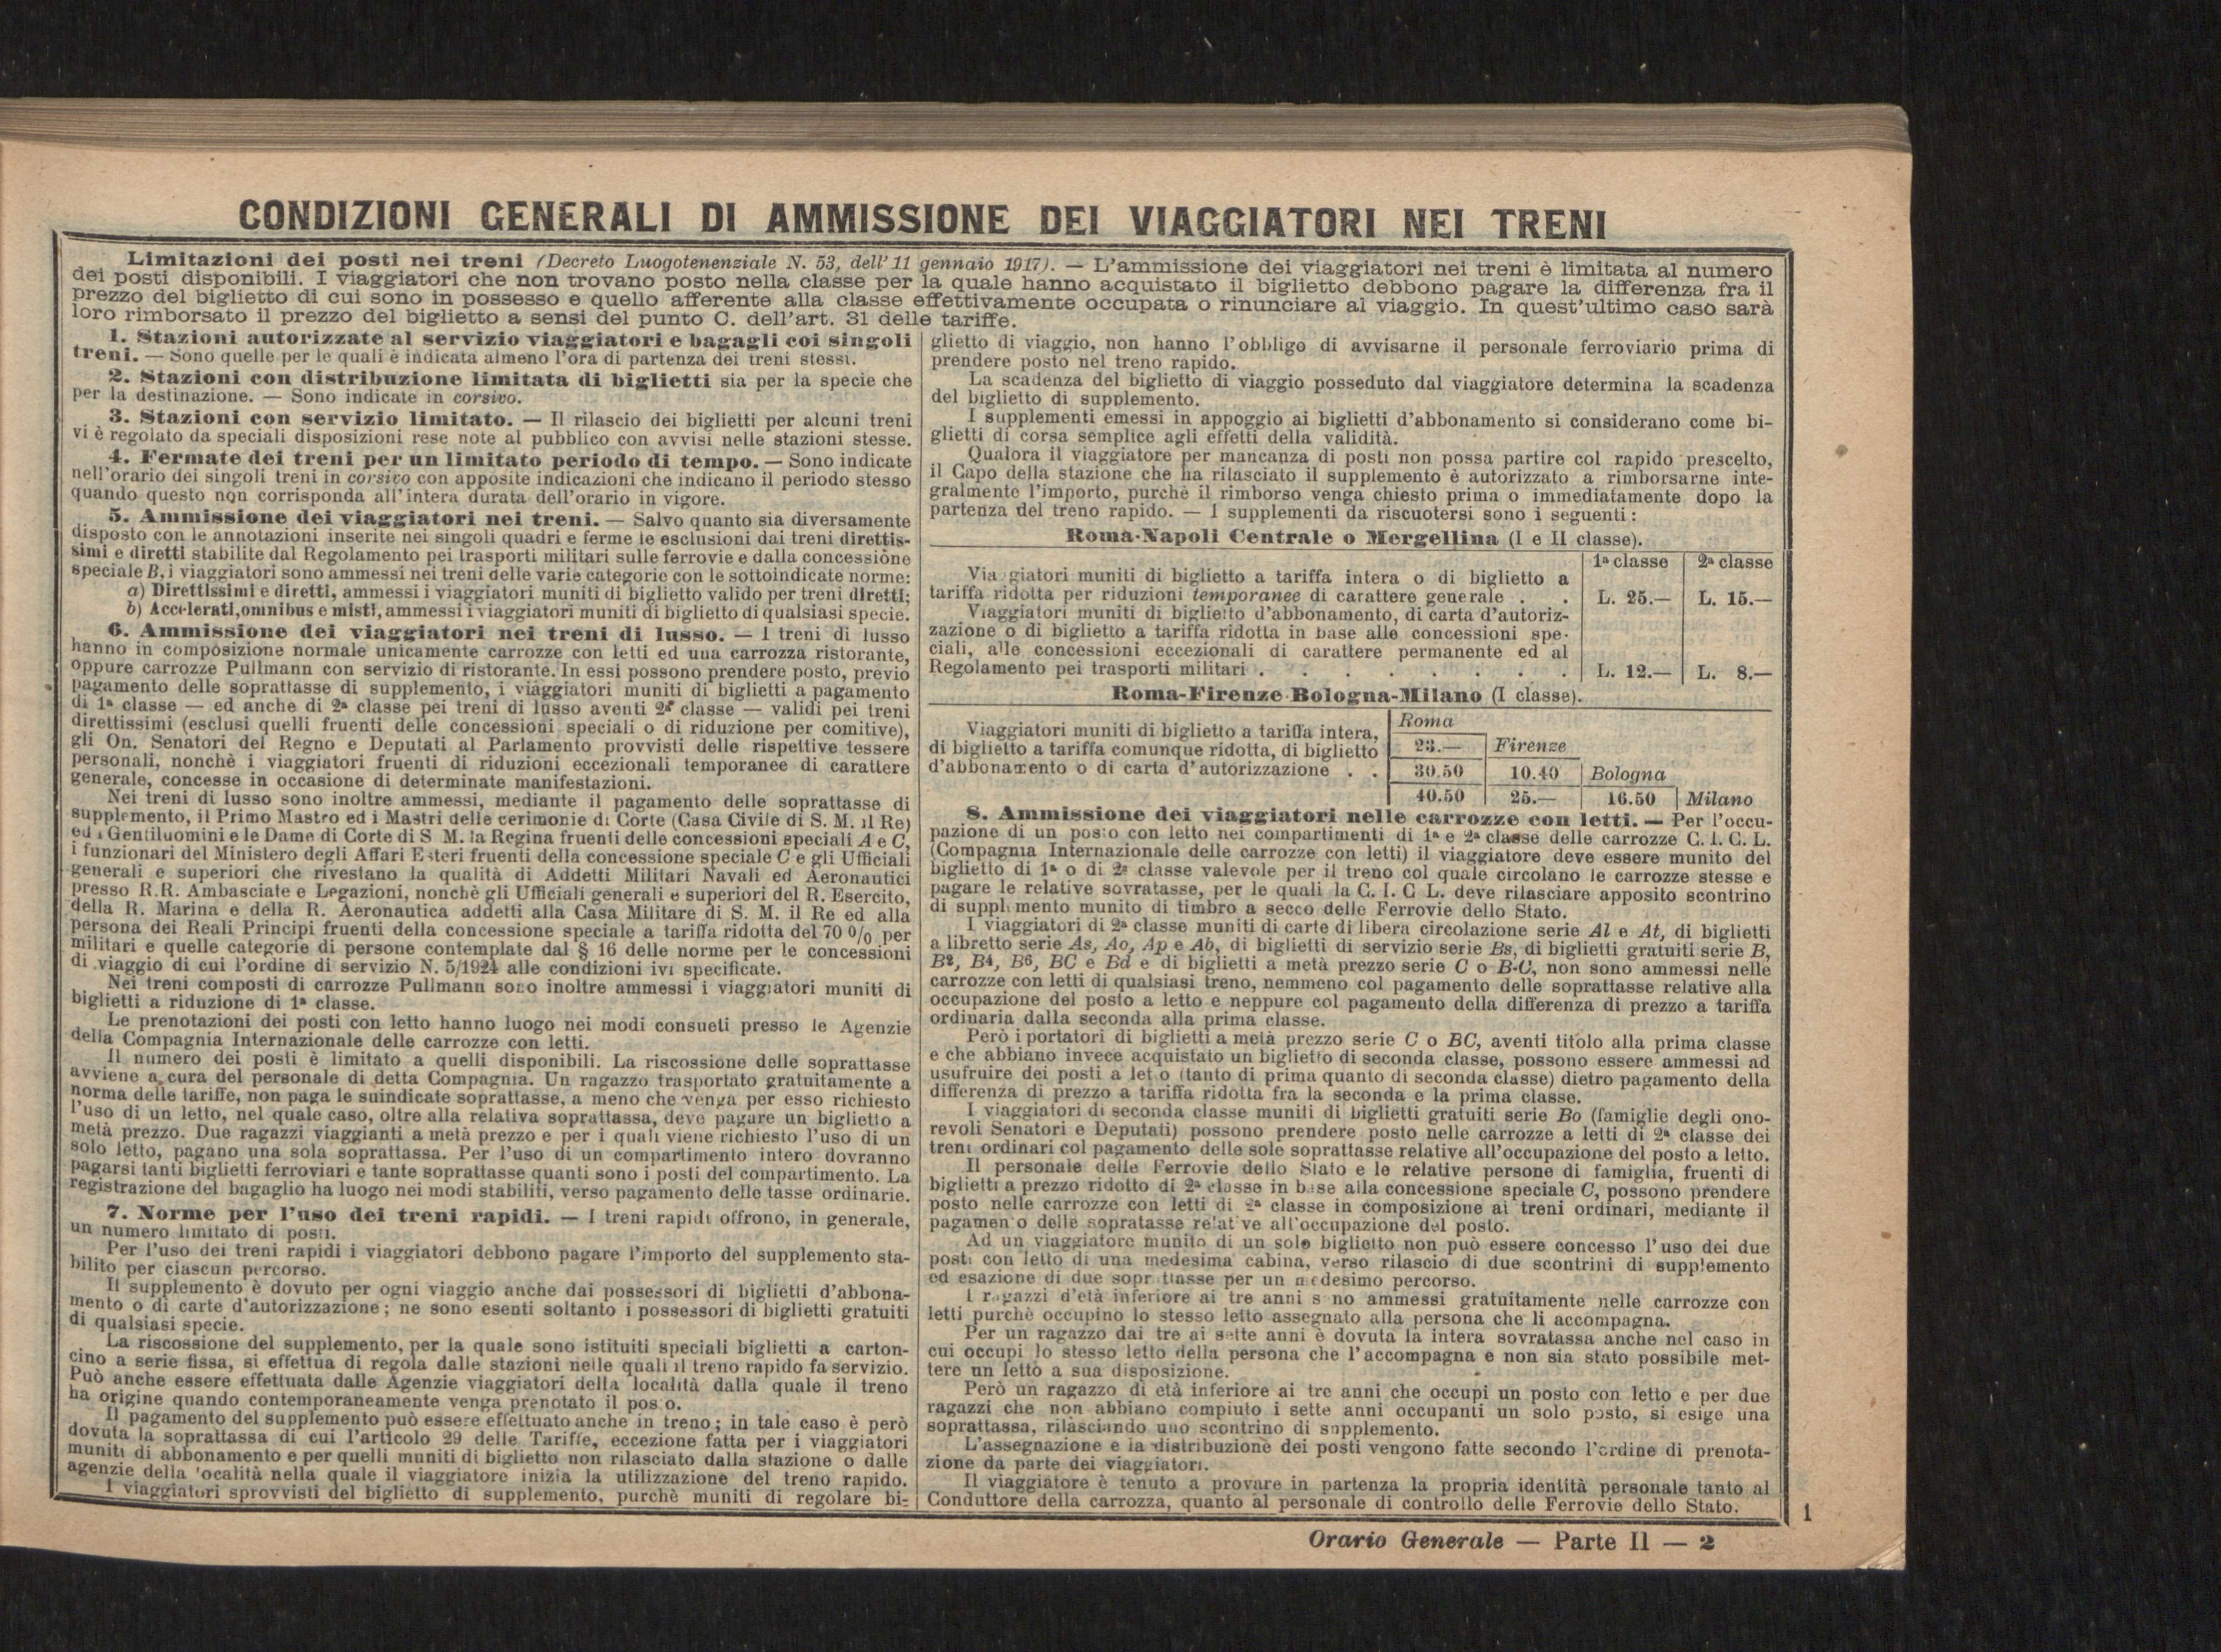 CONDIZIONI GENERALI DI AMMISSIONE DEI VIAGGIATORI NEI TRENI
Limitazioni dei posti nei treni (Decreto Luogotenenziale N. 53, dell' 11 gennaio 1917). — L'ammissione dei viaggiatori nei treni è limitata al numero
dei posti disponibili. I viaggiatori che non trovano posto nella classe per la quale hanno acquistato il biglietto debbono pagare la differenza fra il
prezzo del biglietto di cui sono in possesso e quello afferente alla classe effettivamente occupata o rinunciare al viaggio. In quest'ultimo caso sarà
loro rimborsato il prezzo del biglietto a sensi del punto C. dell'art. 31 delle tariffe.
1. Stazioni autorizzate al servizio viaggiatori e bagagli coi singoli
treni. — Sono quelle per le quali è indicata almeno l'ora di partenza dei treni stessi.
2. Stazioni con distribuzione limitata di biglietti sia per la specie che
per la destinazione. — Sono indicate in corsivo.
3. Stazioni con servizio limitato. — Il rilascio dei biglietti per alcuni treni
vi è regolato da speciali disposizioni rese note al pubblico con avvisi nelle stazioni stesse.
4. Fermate dei treni per un limitato periodo di tempo. — Sono indicate
nell'orario dei singoli treni in corsivo con apposite indicazioni che indicano il periodo stesso
quando questo non corrisponda all'intera durata dell'orario in vigore.
5. Ammissione dei viaggiatori nei treni. — Salvo quanto sia diversamente
disposto con le annotazioni inserite nei singoli quadri e ferme le esclusioni dai treni direttis-
simi e diretti stabilite dal Regolamento pei trasporti militari sulle ferrovie e dalla concessione
speciale B, i viaggiatori sono ammessi nei treni delle varie categorie con le sottoindicate norme:
a) Direttissimi e diretti, ammessi i viaggiatori muniti di biglietto valido per treni diretti;
b) Accelerati, omnibus e misti, ammessi i viaggiatori muniti di biglietto di qualsiasi specie.
6. Ammissione dei viaggiatori nei treni di lusso. — I treni di lusso
hanno in composizione normale unicamente carrozze con letti ed una carrozza ristorante,
oppure carrozze Pullmann con servizio di ristorante. In essi possono prendere posto, previo
pagamento delle soprattasse di supplemento, i viaggiatori muniti di biglietti a pagamento
di 1ª classe — ed anche di 2ª classe pei treni di lusso aventi 2ª classe — validi pei treni
direttissimi (esclusi quelli fruenti delle concessioni speciali o di riduzione per comitive),
gli On. Senatori del Regno e Deputati al Parlamento provvisti delle rispettive tessere
personali, nonchè i viaggiatori fruenti di riduzioni eccezionali temporanee di carattere
generale, concesse in occasione di determinate manifestazioni.
Nei treni di lusso sono inoltre ammessi, mediante il pagamento delle soprattasse di
supplemento, il Primo Mastro ed i Mastri delle cerimonie di Corte (Casa Civile di S. M. il Re)
ed i Gentiluomini e le Dame di Corte di S M. la Regina fruenti delle concessioni speciali A e C,
i funzionari del Ministero degli Affari Esteri fruenti della concessione speciale C e gli Ufficiali
generali e superiori che rivestano la qualità di Addetti Militari Navali ed Aeronautici
presso R.R. Ambasciate e Legazioni, nonchè gli Ufficiali generali e superiori del R. Esercito,
della R. Marina e della R. Aeronautica addetti alla Casa Militare di S. M. il Re ed alla
persona dei Reali Principi fruenti della concessione speciale a tariffa ridotta del 70 0/0 per
militari e quelle categorie di persone contemplate dal § 16 delle norme per le concessioni
di viaggio di cui l'ordine di servizio N. 5/1924 alle condizioni ivi specificate.
Nei treni composti di carrozze Pullmann sono inoltre ammessi i viaggiatori muniti di
biglietti a riduzione di 1ª classe.
Le prenotazioni dei posti con letto hanno luogo nei modi consueti presso le Agenzie
della Compagnia Internazionale delle carrozze con letti.
Il numero dei posti è limitato a quelli disponibili. La riscossione delle soprattasse
avviene a cura del personale di detta Compagnia. Un ragazzo trasportato gratuitamente a
norma delle tariffe, non paga le suindicate soprattasse, a meno che venga per esso richiesto
l'uso di un letto, nel quale caso, oltre alla relativa soprattassa, deve pagare un biglietto a
metà prezzo. Due ragazzi viaggianti a metà prezzo e per i quali viene richiesto l'uso di un
solo letto, pagano una sola soprattassa. Per l'uso di un compartimento intero dovranno
pagarsi tanti biglietti ferroviari e tante soprattasse quanti sono i posti del compartimento. La
registrazione del bagaglio ha luogo nei modi stabiliti, verso pagamento delle tasse ordinarie.
7. Norme per l'uso dei treni rapidi. — I treni rapidi offrono, in generale,
un numero limitato di posti.
Per l'uso dei treni rapidi i viaggiatori debbono pagare l'importo del supplemento sta-
bilito per ciascun percorso.
Il supplemento è dovuto per ogni viaggio anche dai possessori di biglietti d'abbona-
mento o di carte d'autorizzazione; ne sono esenti soltanto i possessori di biglietti gratuiti
di qualsiasi specie.
La riscossione del supplemento, per la quale sono istituiti speciali biglietti a carton-
cino a serie fissa, si effettua di regola dalle stazioni nelle quali il treno rapido fa servizio.
Può anche essere effettuata dalle Agenzie viaggiatori della località dalla quale il treno
ha origine quando contemporaneamente venga prenotato il posto.
Il pagamento del supplemento può essere effettuato anche in treno; in tale caso è però
dovuta la soprattassa di cui l'articolo 29 delle Tariffe, eccezione fatta per i viaggiatori
muniti di abbonamento e per quelli muniti di biglietto non rilasciato dalla stazione o dalle
agenzie della località nella quale il viaggiatore inizia la utilizzazione del treno rapido.
I viaggiatori sprovvisti del biglietto di supplemento, purchè muniti di regolare bi-
glietto di viaggio, non hanno l'obbligo di avvisarne il personale ferroviario prima di
prendere posto nel treno rapido.
La scadenza del biglietto di viaggio posseduto dal viaggiatore determina la scadenza
del biglietto di supplemento.
I supplementi emessi in appoggio ai biglietti d'abbonamento si considerano come bi-
glietti di corsa semplice agli effetti della validità.
Qualora il viaggiatore per mancanza di posti non possa partire col rapido prescelto,
il Capo della stazione che ha rilasciato il supplemento è autorizzato a rimborsarne inte-
gralmente l'importo, purchè il rimborso venga chiesto prima o immediatamente dopo la
partenza del treno rapido. — I supplementi da riscuotersi sono i seguenti:
Roma-Napoli Centrale o Mergellina (I e II classe).
1ª classe 2ª classe
Viaggiatori muniti di biglietto a tariffa intera o di biglietto a
tariffa ridotta per riduzioni temporanee di carattere generale . . L. 25.— L. 15.—
Viaggiatori muniti di biglietto d'abbonamento, di carta d'autoriz-
zazione o di biglietto a tariffa ridotta in base alle concessioni spe-
ciali, alle concessioni eccezionali di carattere permanente ed al
Regolamento pei trasporti militari . . . . . . . . L. 12.— L. 8.—
Roma-Firenze-Bologna-Milano (I classe).
Roma
Viaggiatori muniti di biglietto a tariffa intera,
di biglietto a tariffa comunque ridotta, di biglietto 23.— Firenze
d'abbonamento o di carta d'autorizzazione . . 30.50 10.40 Bologna
40.50 25.— 16.50 Milano
8. Ammissione dei viaggiatori nelle carrozze con letti. — Per l'occu-
pazione di un posto con letto nei compartimenti di 1ª e 2ª classe delle carrozze C. I. C. L.
(Compagnia Internazionale delle carrozze con letti) il viaggiatore deve essere munito del
biglietto di 1ª o di 2ª classe valevole per il treno col quale circolano le carrozze stesse e
pagare le relative sovratasse, per le quali la C. I. C L. deve rilasciare apposito scontrino
di supplemento munito di timbro a secco delle Ferrovie dello Stato.
I viaggiatori di 2ª classe muniti di carte di libera circolazione serie Al e At, di biglietti
a libretto serie As, Ao, Ap e Ab, di biglietti di servizio serie Bs, di biglietti gratuiti serie B,
B², B⁴, B⁶, BC e Bd e di biglietti a metà prezzo serie C o B-C, non sono ammessi nelle
carrozze con letti di qualsiasi treno, nemmeno col pagamento delle soprattasse relative alla
occupazione del posto a letto e neppure col pagamento della differenza di prezzo a tariffa
ordinaria dalla seconda alla prima classe.
Però i portatori di biglietti a metà prezzo serie C o BC, aventi titolo alla prima classe
e che abbiano invece acquistato un biglietto di seconda classe, possono essere ammessi ad
usufruire dei posti a letto (tanto di prima quanto di seconda classe) dietro pagamento della
differenza di prezzo a tariffa ridotta fra la seconda e la prima classe.
I viaggiatori di seconda classe muniti di biglietti gratuiti serie Bo (famiglie degli ono-
revoli Senatori e Deputati) possono prendere posto nelle carrozze a letti di 2ª classe dei
treni ordinari col pagamento delle sole soprattasse relative all'occupazione del posto a letto.
Il personale delle Ferrovie dello Stato e le relative persone di famiglia, fruenti di
biglietti a prezzo ridotto di 2ª classe in base alla concessione speciale C, possono prendere
posto nelle carrozze con letti di 2ª classe in composizione ai treni ordinari, mediante il
pagamento delle sopratasse relative all'occupazione del posto.
Ad un viaggiatore munito di un solo biglietto non può essere concesso l'uso dei due
posti con letto di una medesima cabina, verso rilascio di due scontrini di supplemento
ed esazione di due soprattasse per un medesimo percorso.
I ragazzi d'età inferiore ai tre anni sono ammessi gratuitamente nelle carrozze con
letti purchè occupino lo stesso letto assegnato alla persona che li accompagna.
Per un ragazzo dai tre ai sette anni è dovuta la intera sovratassa anche nel caso in
cui occupi lo stesso letto della persona che l'accompagna e non sia stato possibile met-
tere un letto a sua disposizione.
Però un ragazzo di età inferiore ai tre anni che occupi un posto con letto e per due
ragazzi che non abbiano compiuto i sette anni occupanti un solo posto, si esige una
soprattassa, rilasciando uno scontrino di supplemento.
L'assegnazione e la distribuzione dei posti vengono fatte secondo l'ordine di prenota-
zione da parte dei viaggiatori.
Il viaggiatore è tenuto a provare in partenza la propria identità personale tanto al
Conduttore della carrozza, quanto al personale di controllo delle Ferrovie dello Stato.
1
Orario Generale — Parte II — 2